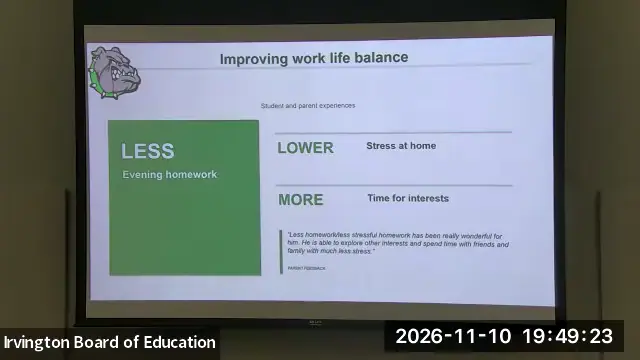 Improving work life balance
Student and parent experiences
LESS
Evening homework
LOWER Stress at home
MORE Time for interests
"Less homework/less stressful homework has been really wonderful for
him. He is able to explore other interests and spend time with friends and
family with much less stress."
PARENT FEEDBACK
Irvington Board of Education
2026-11-10 19:49:23